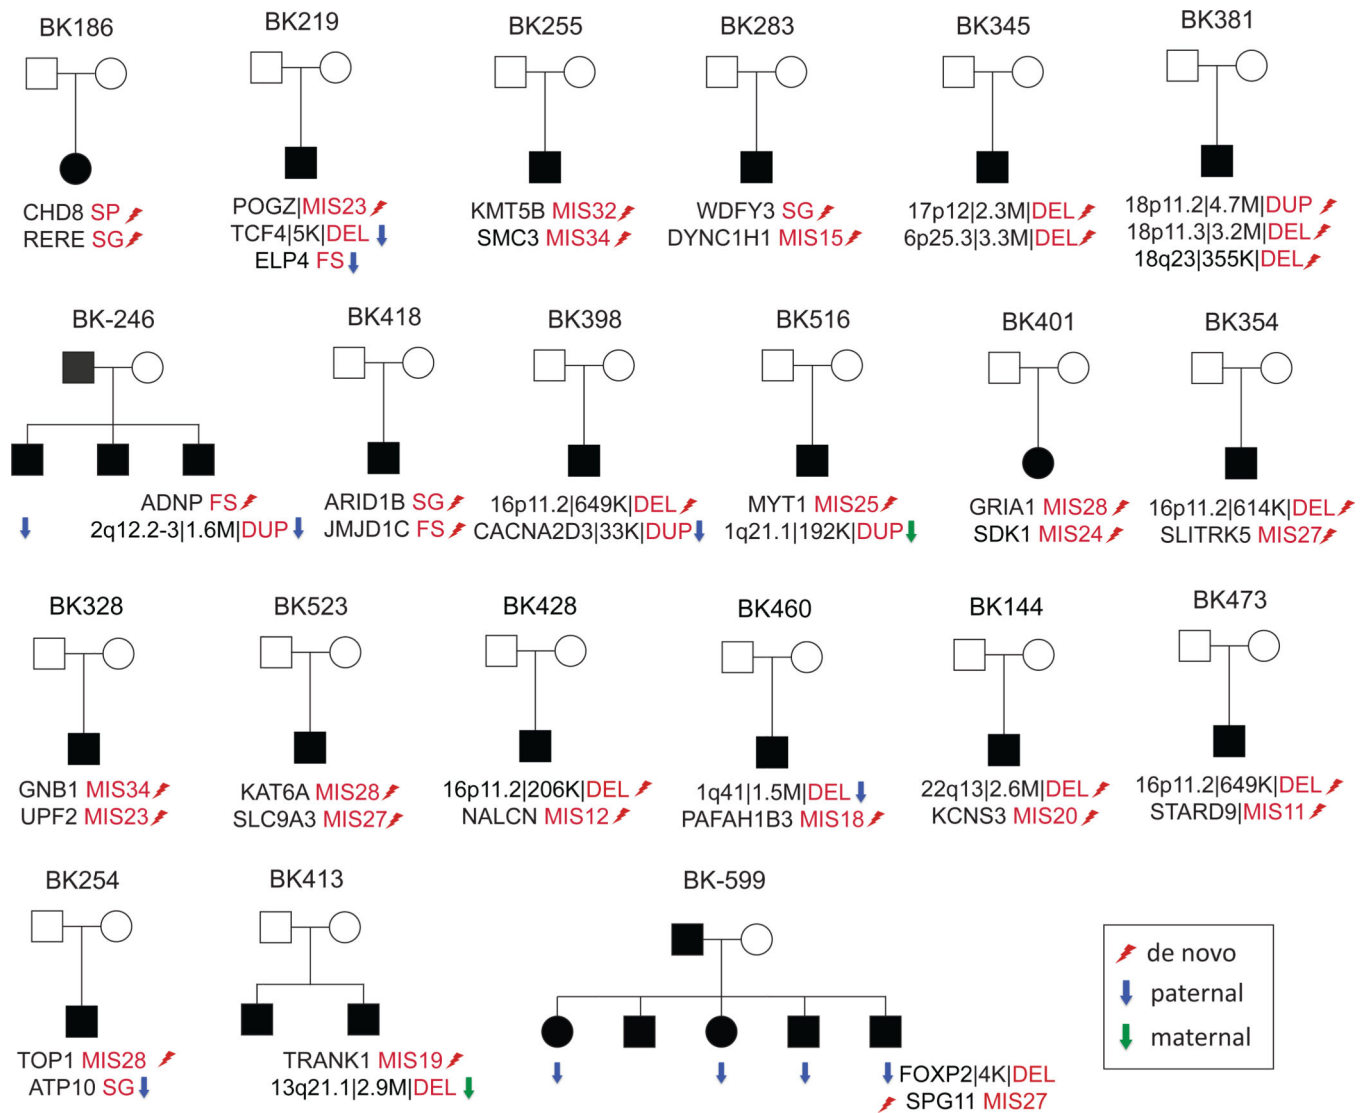 BK186
CHD8 SP
RERE SG
BK219
POGZ|MIS23
TCF4|5K|DEL
ELP4 FS
BK255
KMT5B MIS32
SMC3 MIS34
BK283
WDFY3 SG
DYNC1H1 MIS15
BK345
17p12|2.3M|DEL
6p25.3|3.3M|DEL
BK381
18p11.2|4.7M|DUP
18p11.3|3.2M|DEL
18q23|355K|DEL
BK-246
ADNP FS
2q12.2-3|1.6M|DUP
BK418
ARID1B SG
JMJD1C FS
BK398
16p11.2|649K|DEL
CACNA2D3|33K|DUP
BK516
MYT1 MIS25
1q21.1|192K|DUP
BK401
GRIA1 MIS28
SDK1 MIS24
BK354
16p11.2|614K|DEL
SLITRK5 MIS27
BK328
GNB1 MIS34
UPF2 MIS23
BK523
KAT6A MIS28
SLC9A3 MIS27
BK428
16p11.2|206K|DEL
NALCN MIS12
BK460
1q41|1.5M|DEL
PAFAH1B3 MIS18
BK144
22q13|2.6M|DEL
KCNS3 MIS20
BK473
16p11.2|649K|DEL
STARD9|MIS11
BK254
TOP1 MIS28
ATP10 SG
BK413
TRANK1 MIS19
13q21.1|2.9M|DEL
BK-599
FOXP2|4K|DEL
SPG11 MIS27
de novo
paternal
maternal